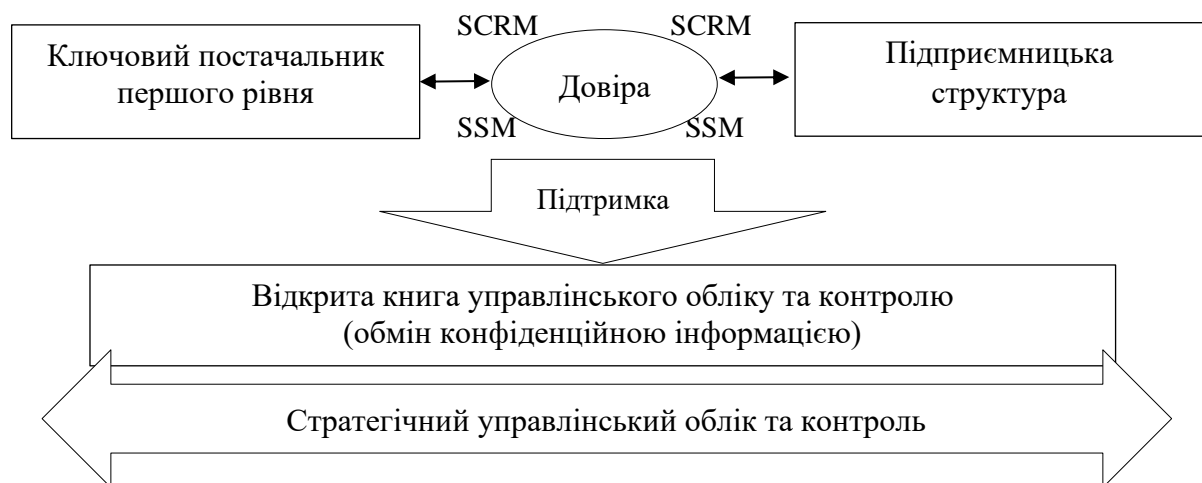 SCRM SCRM
Ключовий постачальник
першого рівня
Довіра
Підприємницька
структура
SSM SSM
Підтримка
Відкрита книга управлінського обліку та контролю
(обмін конфіденційною інформацією)
Стратегічний управлінський облік та контроль